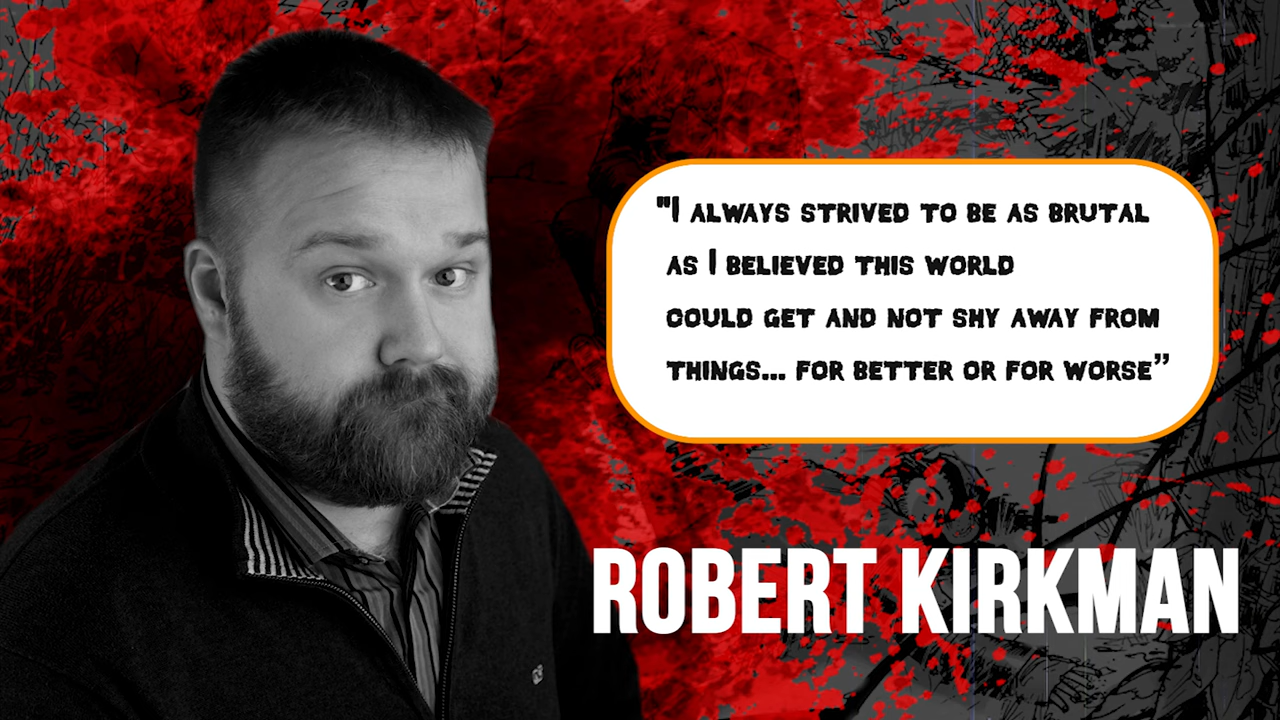 "I ALWAYS STRIVED TO BE AS BRUTAL
AS I BELIEVED THIS WORLD
COULD GET AND NOT SHY AWAY FROM
THINGS... FOR BETTER OR FOR WORSE”
ROBERT KIRKMAN